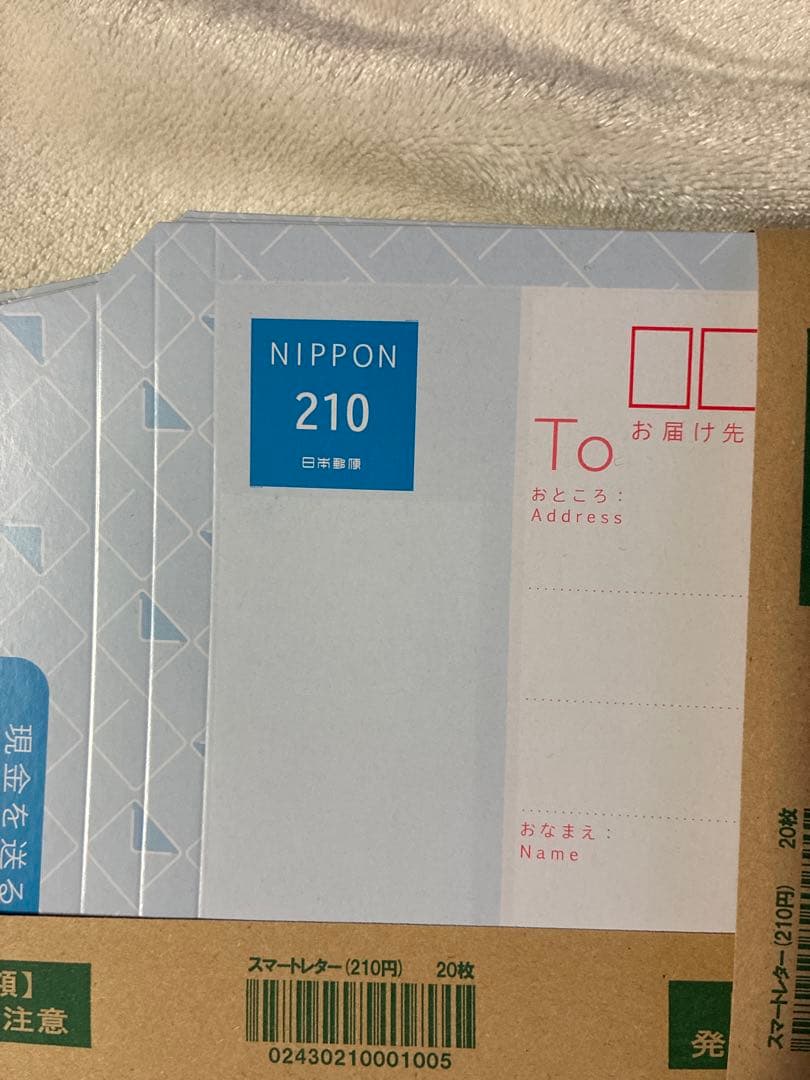 NIPPON
210
日本郵便
To
お届け先
おところ：
Address
おなまえ：
Name
現金を送る
スマートレター(210円) 20枚
02430210001005
】
注意
発
スマートレター(210円) 20枚